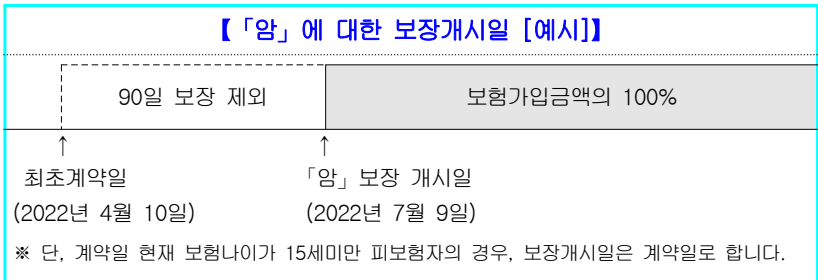 【「암」에 대한 보장개시일 [예시]】
90일 보장 제외 보험가입금액의 100%
↑ ↑
최초계약일 「암」보장 개시일
(2022년 4월 10일) (2022년 7월 9일)
※ 단, 계약일 현재 보험나이가 15세미만 피보험자의 경우, 보장개시일은 계약일로 합니다.